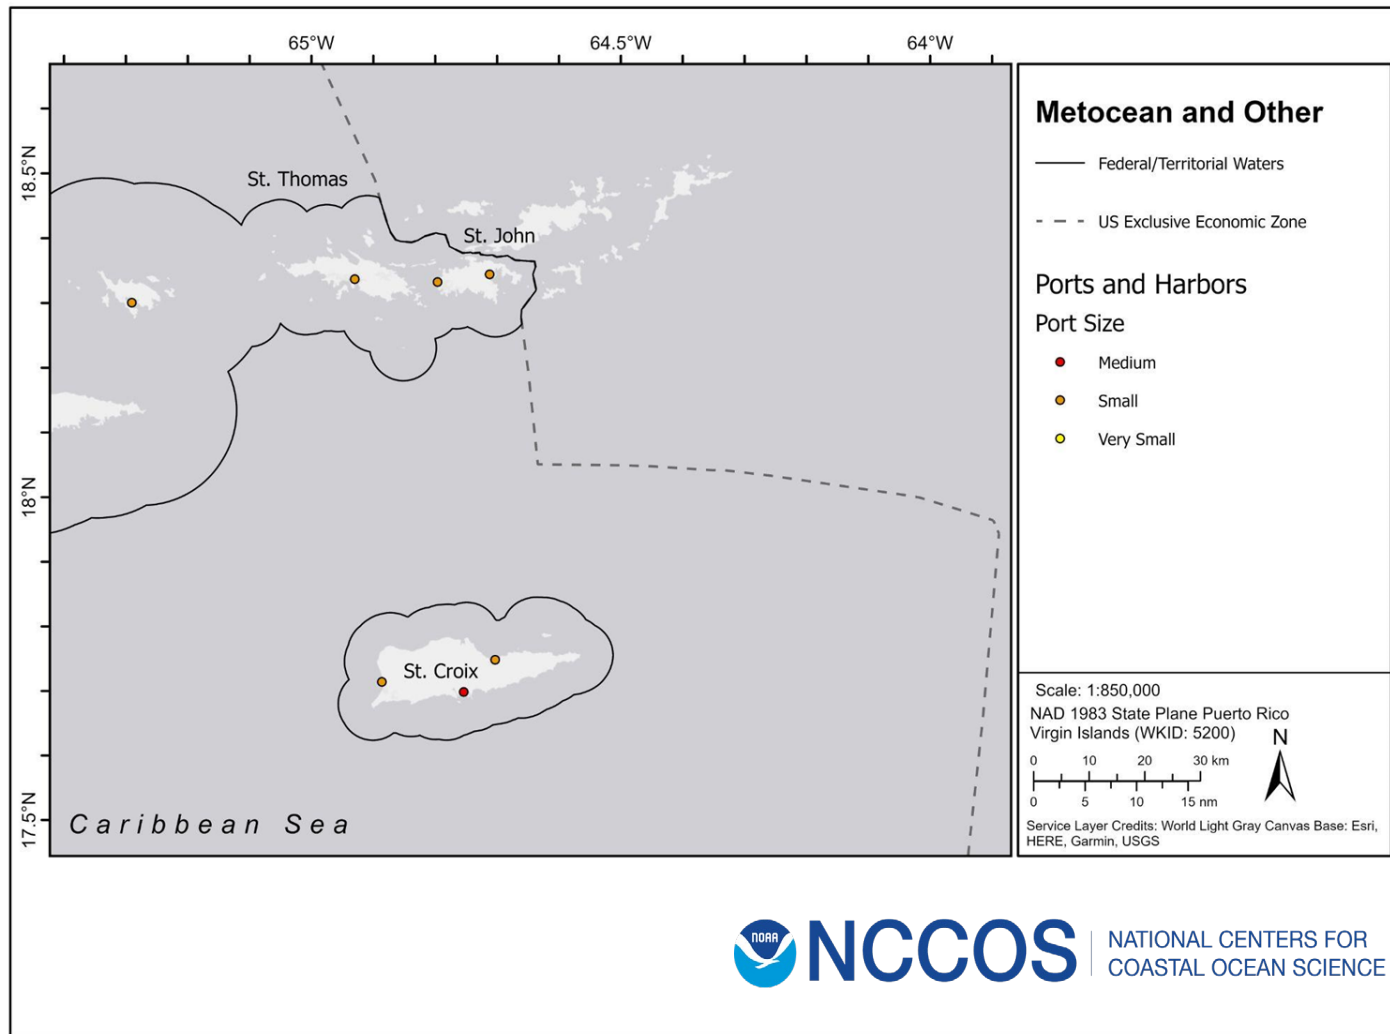 65°W
64.5°W
64°W
18.5°N
18°N
17.5°N
St. Thomas
St. John
St. Croix
Caribbean Sea
Metocean and Other
Federal/Territorial Waters
US Exclusive Economic Zone
Ports and Harbors
Port Size
Medium
Small
Very Small
Scale: 1:850,000
NAD 1983 State Plane Puerto Rico
Virgin Islands (WKID: 5200)
N
0 10 20 30 km
0 5 10 15 nm
Service Layer Credits: World Light Gray Canvas Base: Esri,
HERE, Garmin, USGS
NOAA
NCCOS
NATIONAL CENTERS FOR
COASTAL OCEAN SCIENCE